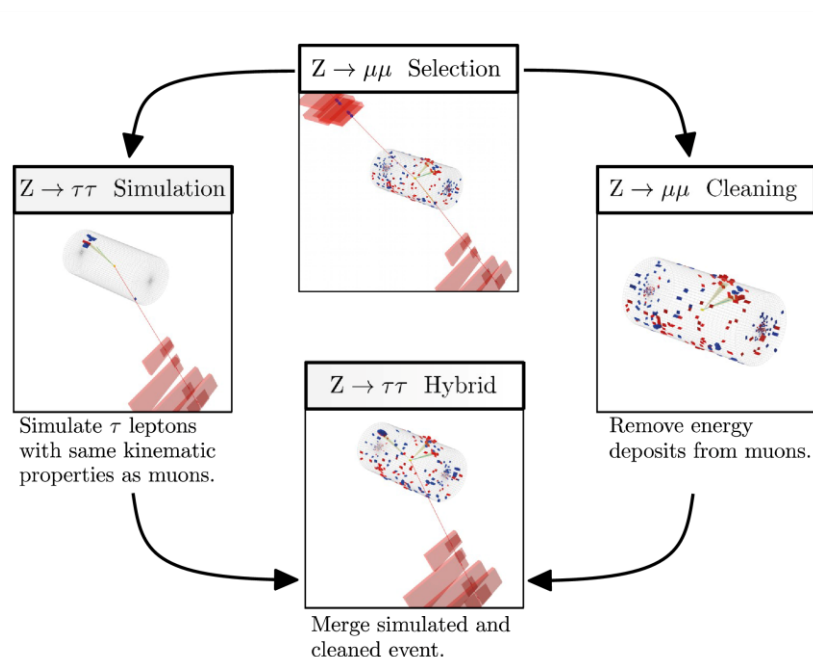 Z → μμ Selection
Z → ττ Simulation
Z → μμ Cleaning
Z → ττ Hybrid
Simulate τ leptons
with same kinematic
properties as muons.
Remove energy
deposits from muons.
Merge simulated and
cleaned event.